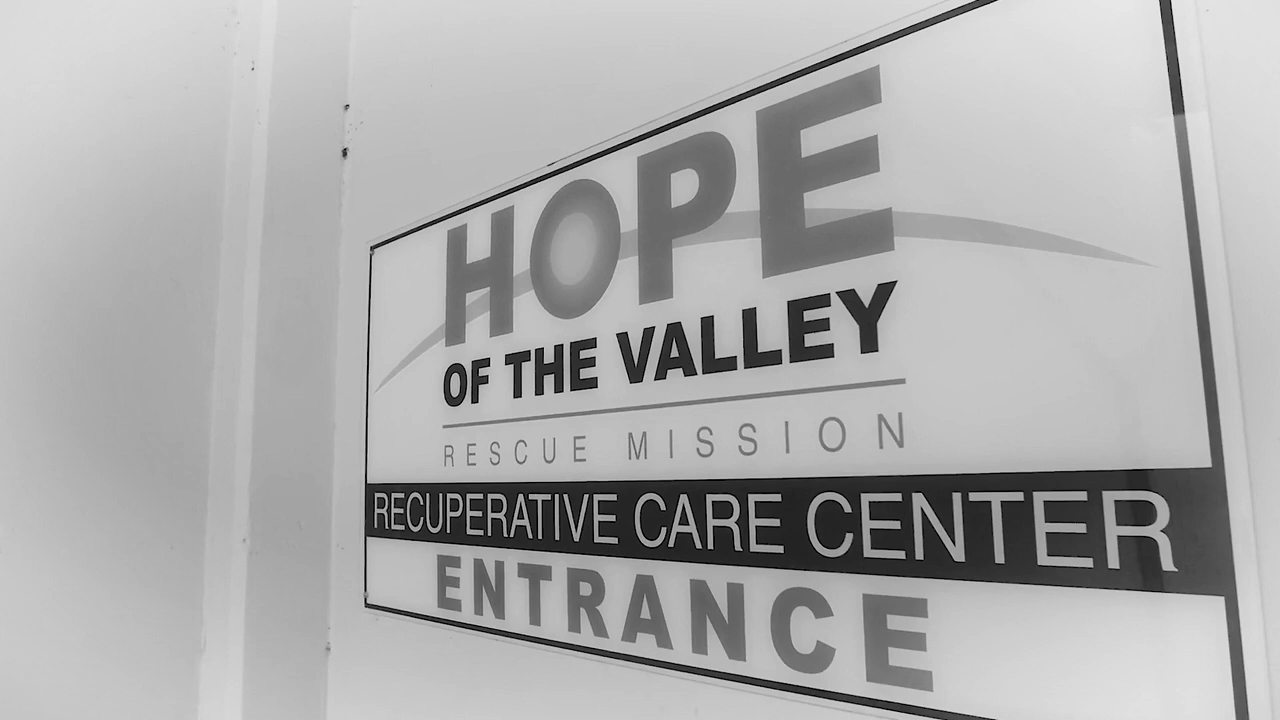 HOPE
OF THE VALLEY
RESCUE MISSION
RECUPERATIVE CARE CENTER
ENTRANCE